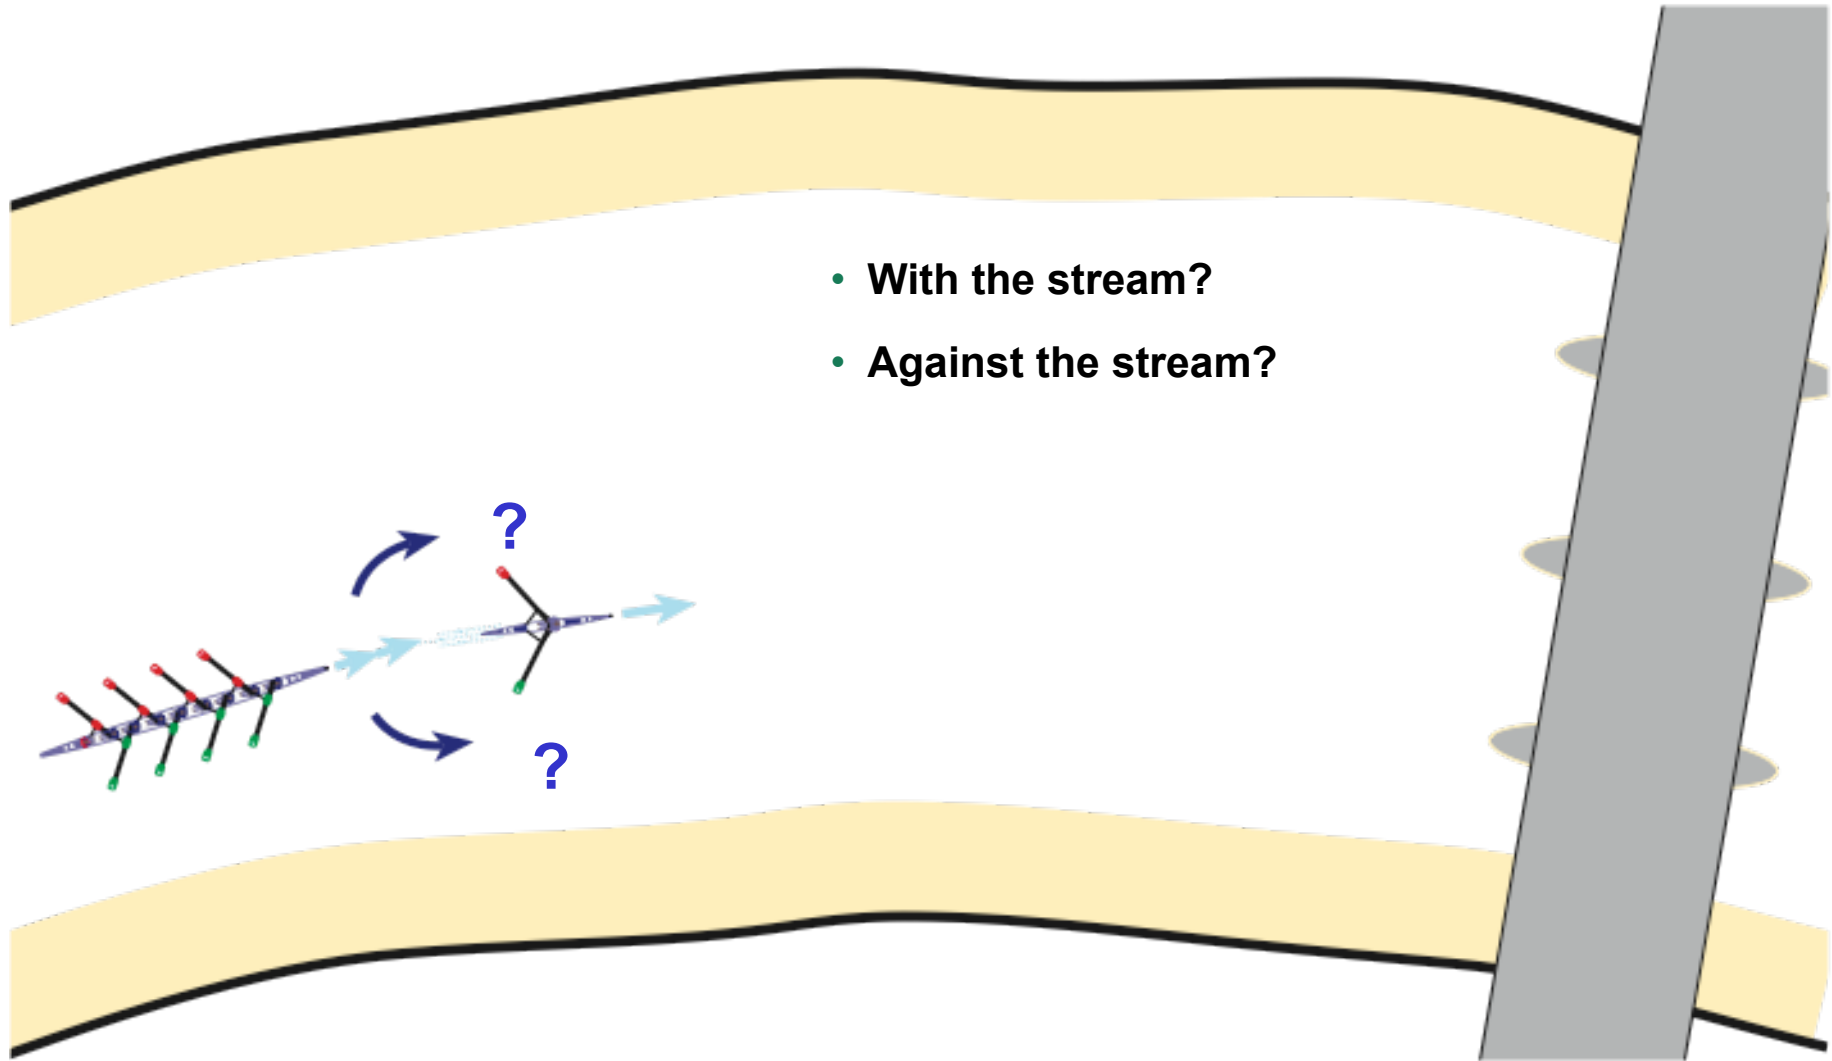 • With the stream?
• Against the stream?
?
?